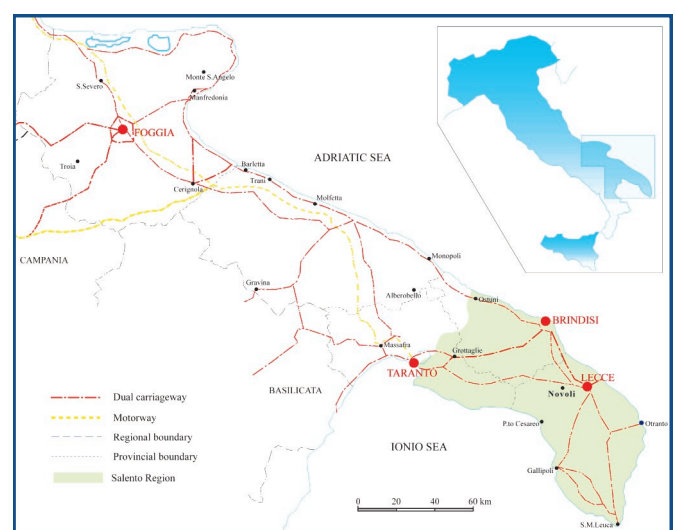 Monte S.Angelo
S.Severo
Manfredonia
FOGGIA
ADRIATIC SEA
Troia
Barletta
Trani
Cerignola
Molfetta
CAMPANIA
Monopoli
Gravina
Alberobello
Ostuni
BRINDISI
Massafra
Grottaglie
TARANTO
LECCE
BASILICATA
Novoli
Dual carriageway
Motorway
Regional boundary
Provincial boundary
Salento Region
P.to Cesareo
Otranto
IONIO SEA
Gallipoli
0 20 40 60 km
S.M.Leuca